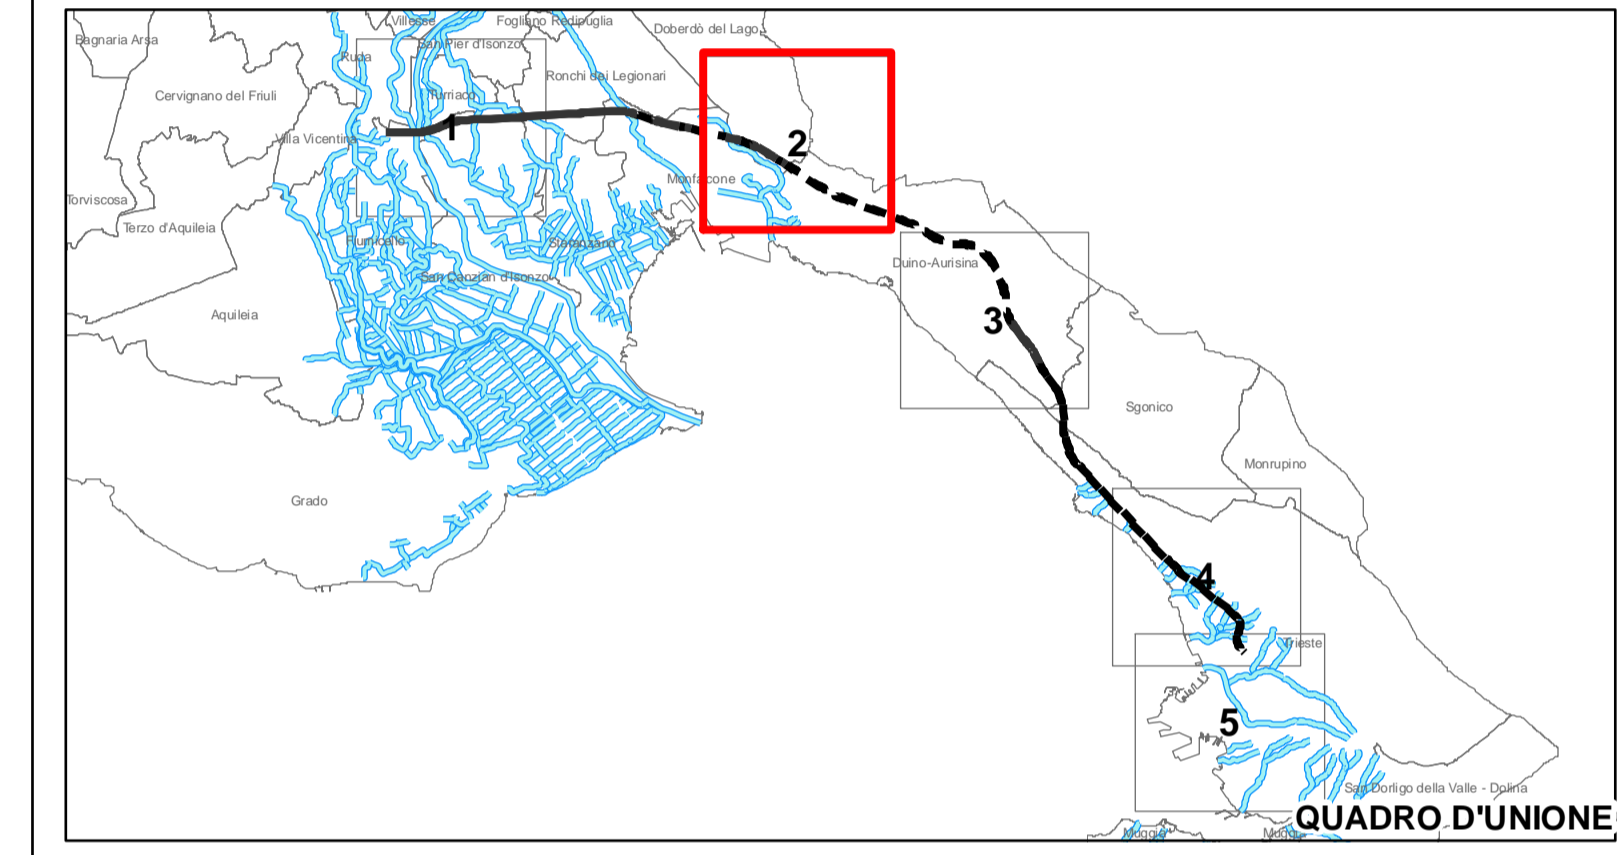 Villesse
Fogliano Redipuglia
Doberdò del Lago
Bagnaria Arsa
San Pier d'Isonzo
Ruda
Ronchi dei Legionari
Cervignano del Friuli
Turriaco
1
Villa Vicentina
2
Monfalcone
Torviscosa
Terzo d'Aquileia
Fiumicello
Staranzano
Duino-Aurisina
San Canzian d'Isonzo
Aquileia
3
Sgonico
Monrupino
Grado
4
Trieste
5
San Dorligo della Valle - Dolina
QUADRO D'UNIONE
Muggia
Muggia